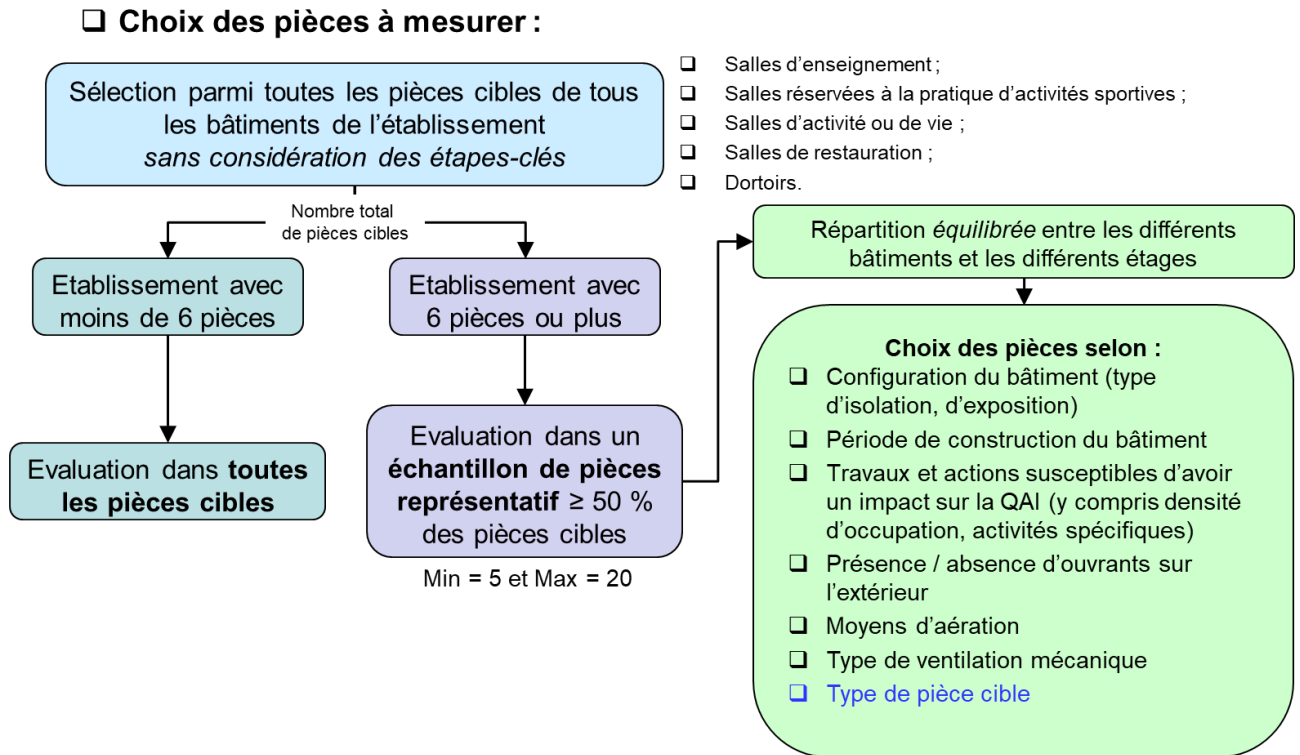 ❑ Choix des pièces à mesurer :
Sélection parmi toutes les pièces cibles de tous
les bâtiments de l'établissement
sans considération des étapes-clés
❑ Salles d'enseignement ;
❑ Salles réservées à la pratique d'activités sportives ;
❑ Salles d'activité ou de vie ;
❑ Salles de restauration ;
❑ Dortoirs.
Nombre total
de pièces cibles
Etablissement avec
moins de 6 pièces
Etablissement avec
6 pièces ou plus
Evaluation dans toutes
les pièces cibles
Evaluation dans un
échantillon de pièces
représentatif ≥ 50 %
des pièces cibles
Min = 5 et Max = 20
Répartition équilibrée entre les différents
bâtiments et les différents étages
Choix des pièces selon :
❑ Configuration du bâtiment (type
d'isolation, d'exposition)
❑ Période de construction du bâtiment
❑ Travaux et actions susceptibles d'avoir
un impact sur la QAI (y compris densité
d'occupation, activités spécifiques)
❑ Présence / absence d'ouvrants sur
l'extérieur
❑ Moyens d'aération
❑ Type de ventilation mécanique
❑ Type de pièce cible